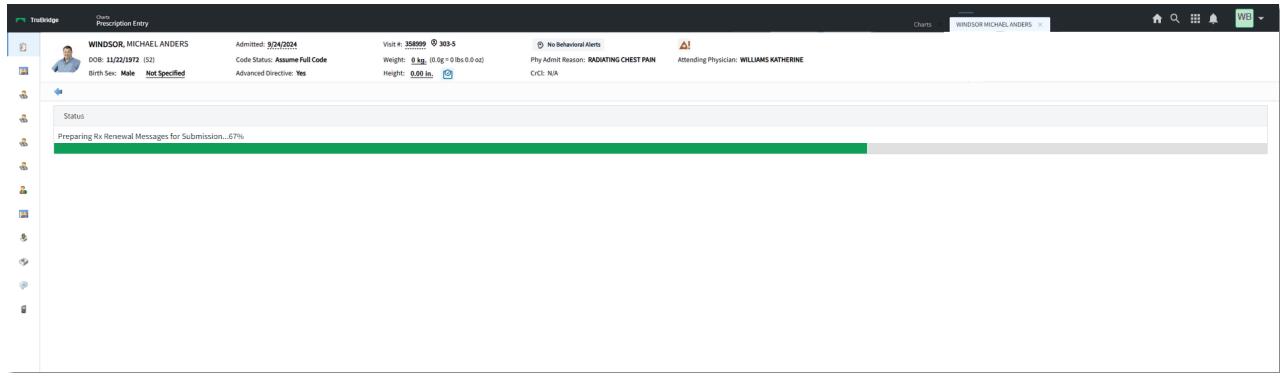 TruBridge
Charts
Prescription Entry
Charts
WINDSOR MICHAEL ANDERS ×
WB
WINDSOR, MICHAEL ANDERS
DOB: 11/22/1972 (52)
Birth Sex: Male Not Specified
Admitted: 9/24/2024
Code Status: Assume Full Code
Advanced Directive: Yes
Visit #: 358999 303-5
Weight: 0 kg. (0.0g = 0 lbs 0.0 oz)
Height: 0.00 in.
No Behavioral Alerts
Phy Admit Reason: RADIATING CHEST PAIN
CrCl: N/A
Attending Physician: WILLIAMS KATHERINE
Status
Preparing Rx Renewal Messages for Submission...67%